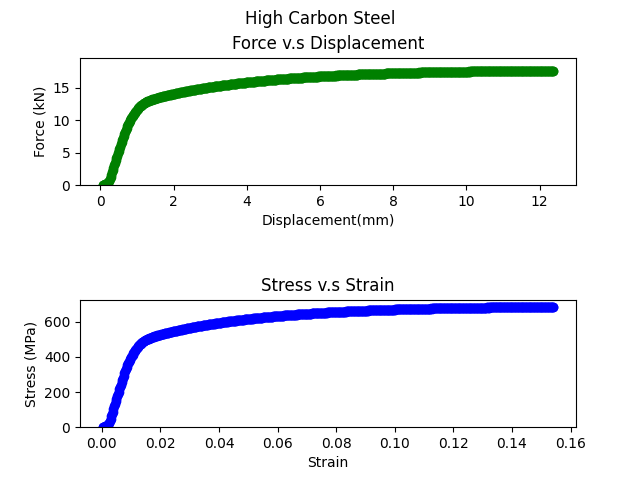 High Carbon Steel
Force v.s Displacement
Force (kN)
15
10
5
0
0 2 4 6 8 10 12
Displacement(mm)
Stress v.s Strain
Stress (MPa)
600
400
200
0
0.00 0.02 0.04 0.06 0.08 0.10 0.12 0.14 0.16
Strain